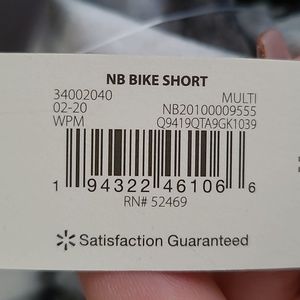 NB BIKE SHORT
34002040 MULTI
02-20 NB20100009555
WPM Q9419QTA9GK1039
1 94322 46106 6
RN# 52469
Satisfaction Guaranteed